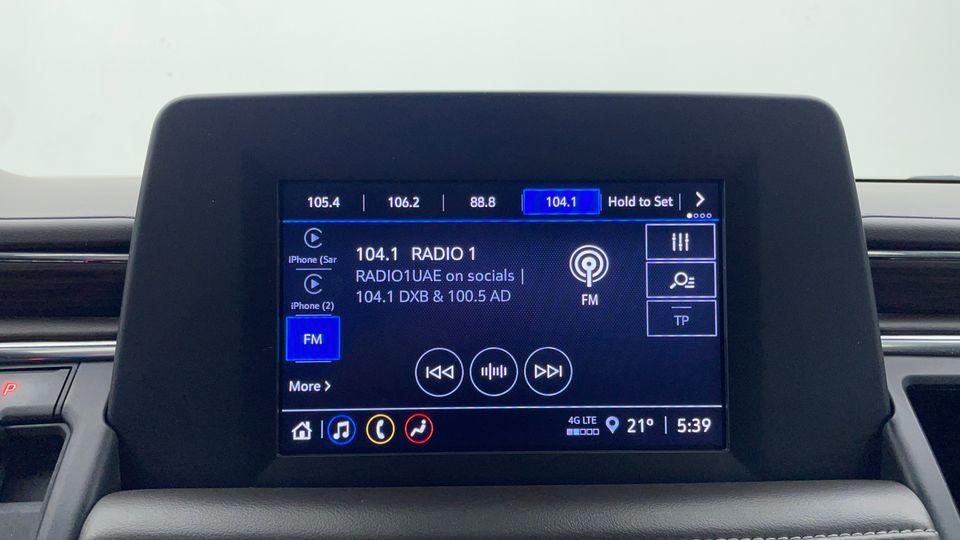 105.4 106.2 88.8 104.1 Hold to Set
iPhone (Sar
iPhone (2)
FM
More
104.1 RADIO 1
RADIO1UAE on socials |
104.1 DXB & 100.5 AD
FM
TP
4G LTE
21° 5:39
P